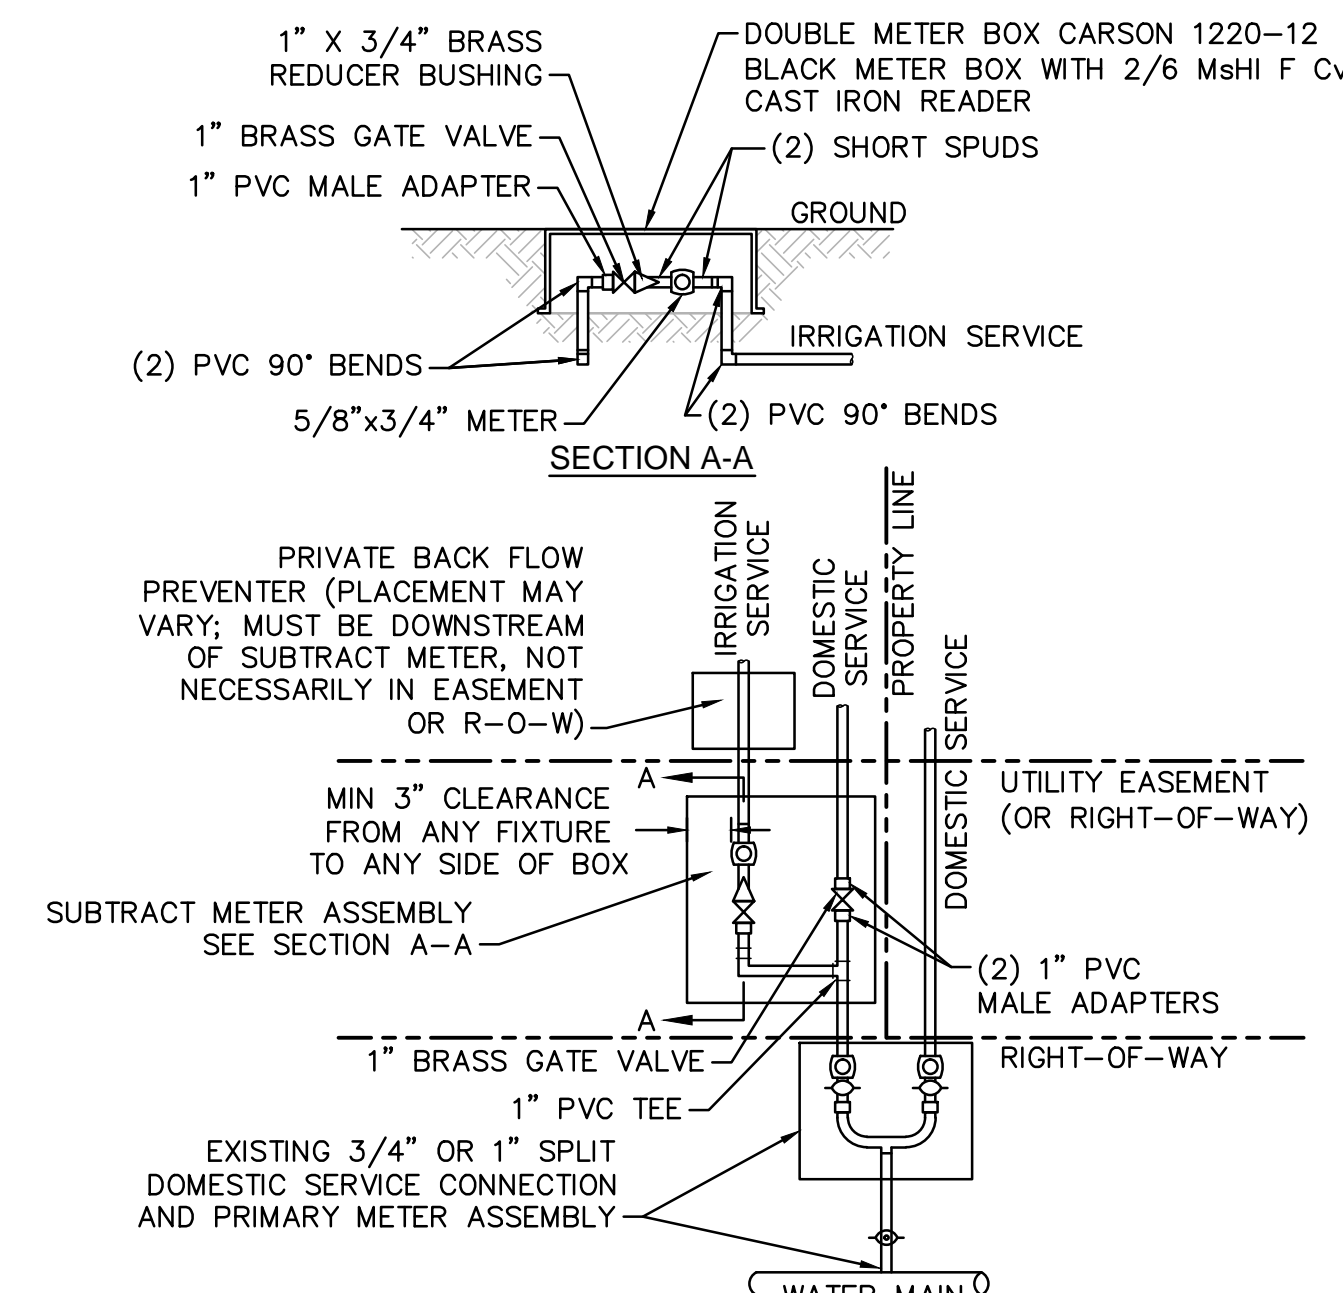 1” X 3/4” BRASS
REDUCER BUSHING
1” BRASS GATE VALVE
1” PVC MALE ADAPTER
DOUBLE METER BOX CARSON 1220–12
BLACK METER BOX WITH 2/6 MsHI F Cv
CAST IRON READER
(2) SHORT SPUDS
GROUND
IRRIGATION SERVICE
(2) PVC 90° BENDS
5/8”x3/4” METER
(2) PVC 90° BENDS
SECTION A-A
PRIVATE BACK FLOW
PREVENTER (PLACEMENT MAY
VARY; MUST BE DOWNSTREAM
OF SUBTRACT METER, NOT
NECESSARILY IN EASEMENT
OR R–O–W)
IRRIGATION
SERVICE
DOMESTIC
SERVICE
PROPERTY LINE
DOMESTIC SERVICE
A
UTILITY EASEMENT
(OR RIGHT–OF–WAY)
MIN 3” CLEARANCE
FROM ANY FIXTURE
TO ANY SIDE OF BOX
SUBTRACT METER ASSEMBLY
SEE SECTION A–A
(2) 1” PVC
MALE ADAPTERS
A
1” BRASS GATE VALVE
RIGHT–OF–WAY
1” PVC TEE
EXISTING 3/4” OR 1” SPLIT
DOMESTIC SERVICE CONNECTION
AND PRIMARY METER ASSEMBLY
WATER MAIN